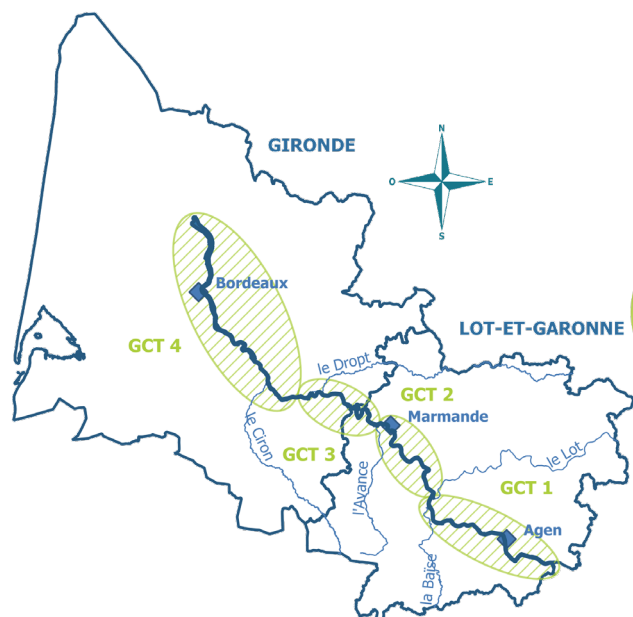 N
GIRONDE
O
E
S
Bordeaux
LOT-ET-GARONNE
GCT 4
le Dropt
GCT 2
Marmande
le Ciron
GCT 3
l'Avance
le Lot
GCT 1
Agen
la Baïse